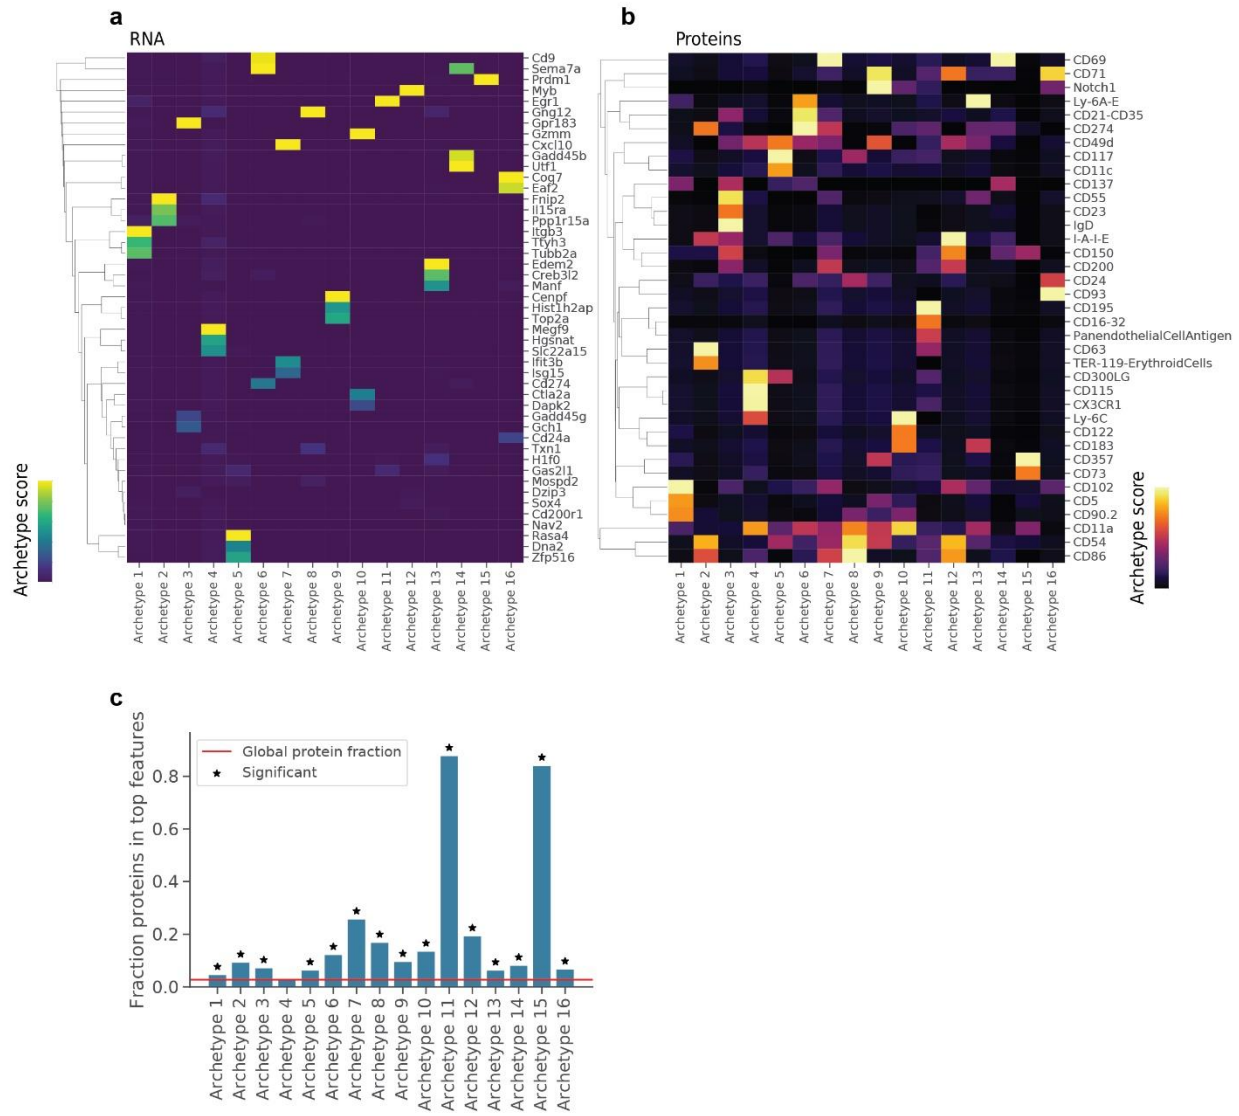 a
RNA
Cd9
Sema7a
Prdm1
Myb
Egr1
Gng12
Gpr183
Gzmm
Cxcl10
Gadd45b
Utf1
Cog7
Eaf2
Fnip2
Il15ra
Ppp1r15a
Itgb3
Ttyh3
Tubb2a
Edem2
Creb3l2
Manf
Cenpf
Hist1h2ap
Top2a
Megf9
Hgsnat
Slc22a15
Ifit3b
Isg15
Cd274
Ctla2a
Dapk2
Gadd45g
Gch1
Cd24a
Txn1
H1f0
Gas2l1
Mospd2
Dzip3
Sox4
Cd200r1
Nav2
Rasa4
Dna2
Zfp516
Archetype score
Archetype 1
Archetype 2
Archetype 3
Archetype 4
Archetype 5
Archetype 6
Archetype 7
Archetype 8
Archetype 9
Archetype 10
Archetype 11
Archetype 12
Archetype 13
Archetype 14
Archetype 15
Archetype 16
b
Proteins
CD69
CD71
Notch1
Ly-6A-E
CD21-CD35
CD274
CD49d
CD117
CD11c
CD137
CD55
CD23
IgD
I-A-I-E
CD150
CD200
CD24
CD93
CD195
CD16-32
PanendothelialCellAntigen
CD63
TER-119-ErythroidCells
CD300LG
CD115
CX3CR1
Ly-6C
CD122
CD183
CD357
CD73
CD102
CD5
CD90.2
CD11a
CD54
CD86
Archetype score
Archetype 1
Archetype 2
Archetype 3
Archetype 4
Archetype 5
Archetype 6
Archetype 7
Archetype 8
Archetype 9
Archetype 10
Archetype 11
Archetype 12
Archetype 13
Archetype 14
Archetype 15
Archetype 16
c
Fraction proteins in top features
Global protein fraction
Significant
0.8
0.6
0.4
0.2
0.0
Archetype 1
Archetype 2
Archetype 3
Archetype 4
Archetype 5
Archetype 6
Archetype 7
Archetype 8
Archetype 9
Archetype 10
Archetype 11
Archetype 12
Archetype 13
Archetype 14
Archetype 15
Archetype 16